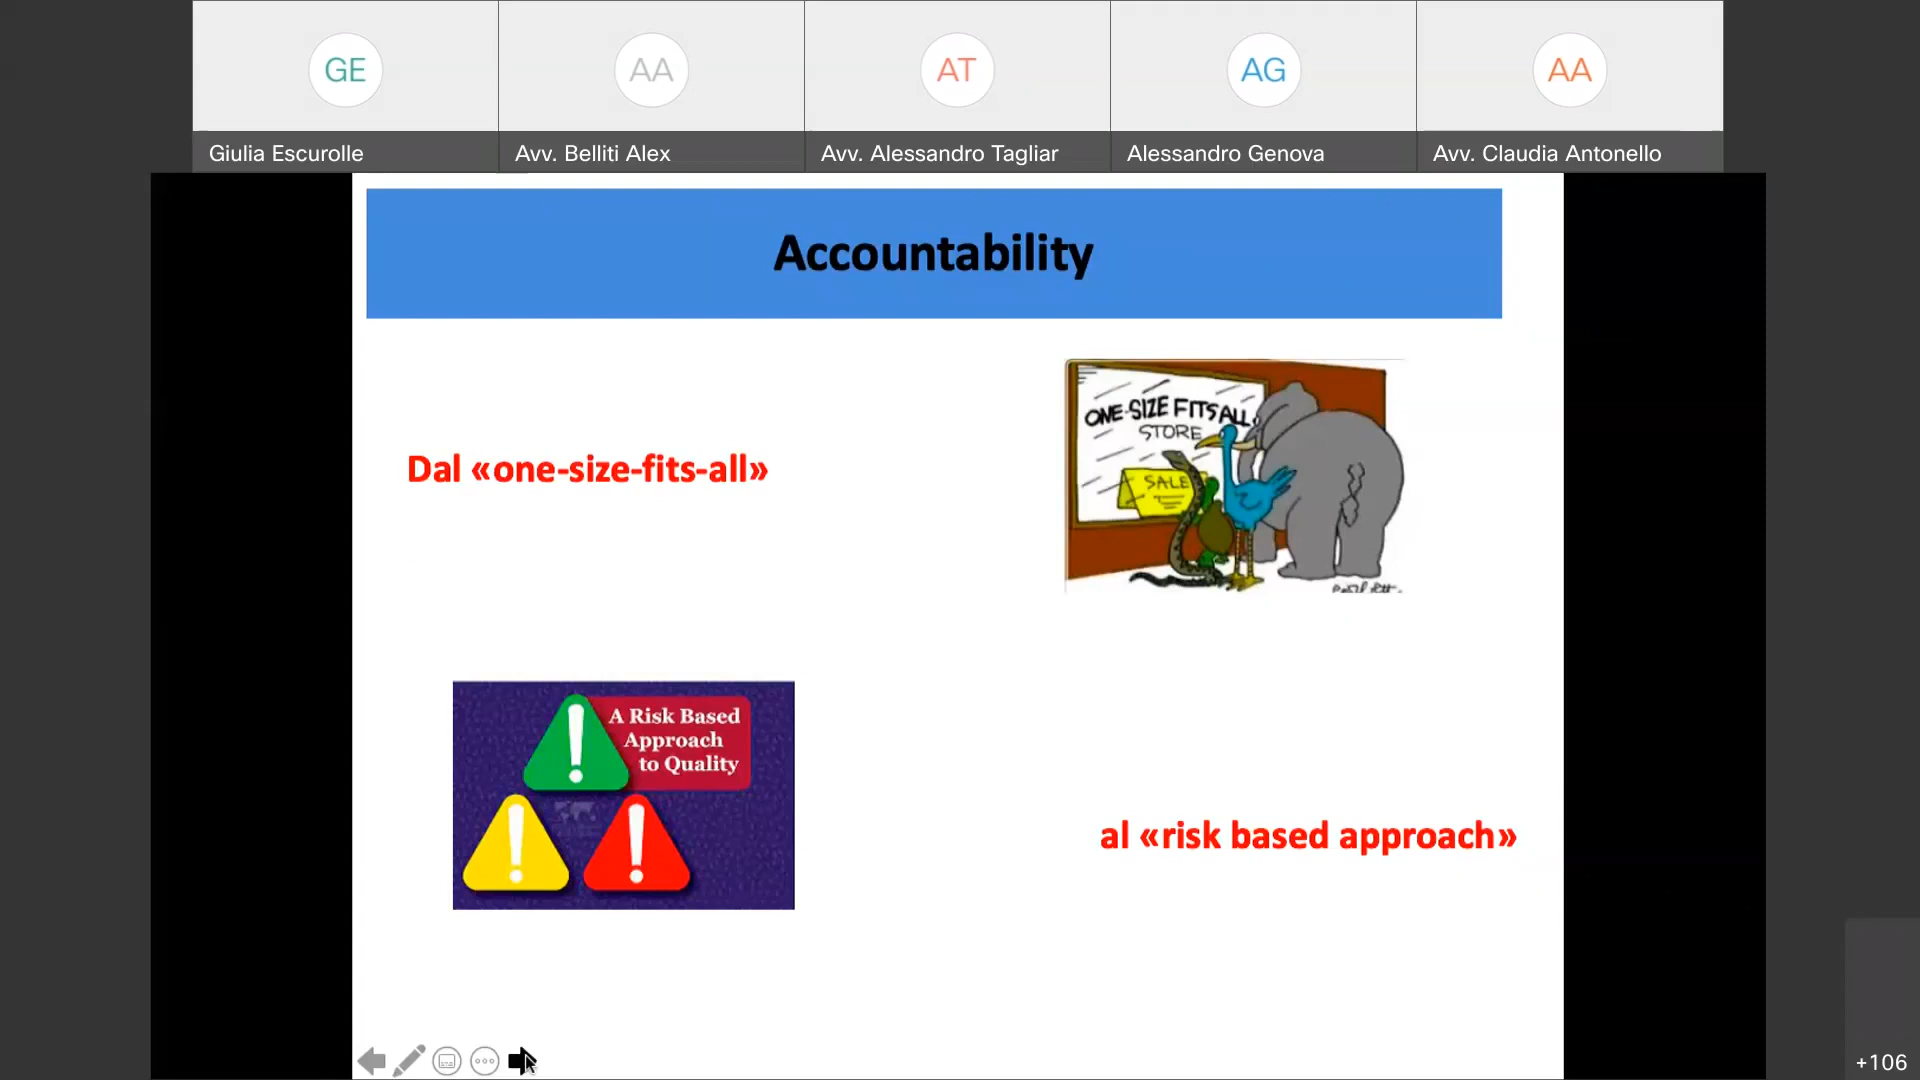 GE
AA
AT
AG
AA
Giulia Escurolle
Avv. Belliti Alex
Avv. Alessandro Tagliar
Alessandro Genova
Avv. Claudia Antonello
Accountability
ONE-SIZE FITS ALL
STORE
SALE
Dal «one-size-fits-all»
A Risk Based
Approach
to Quality
al «risk based approach»
+106